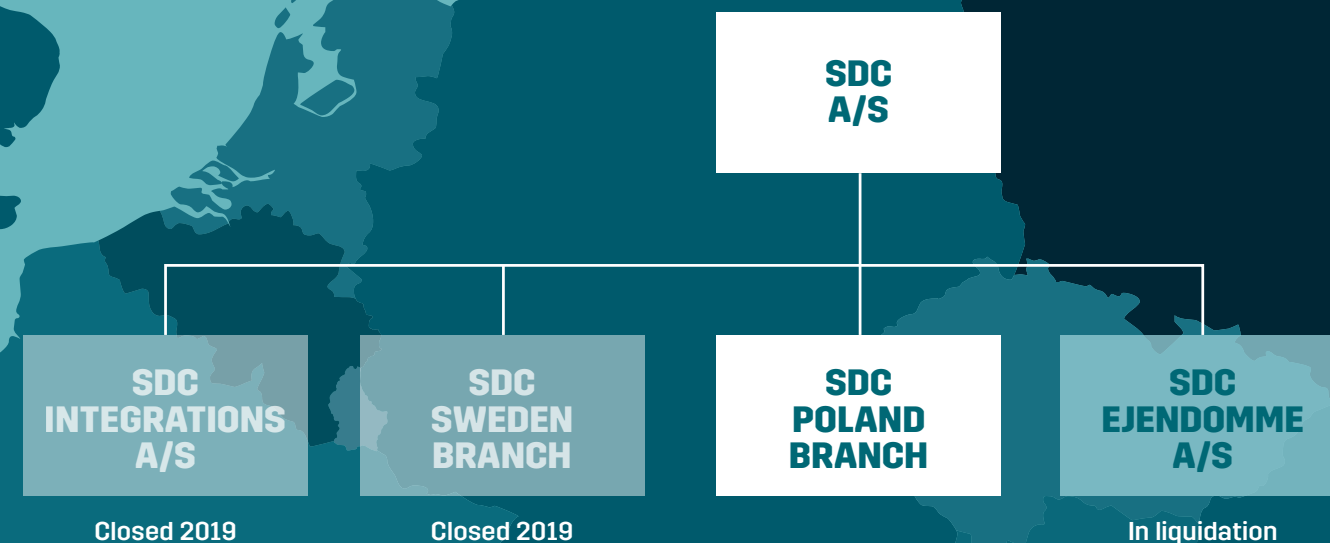 SDC
A/S
SDC
INTEGRATIONS
A/S
Closed 2019
SDC
SWEDEN
BRANCH
Closed 2019
SDC
POLAND
BRANCH
SDC
EJENDOMME
A/S
In liquidation